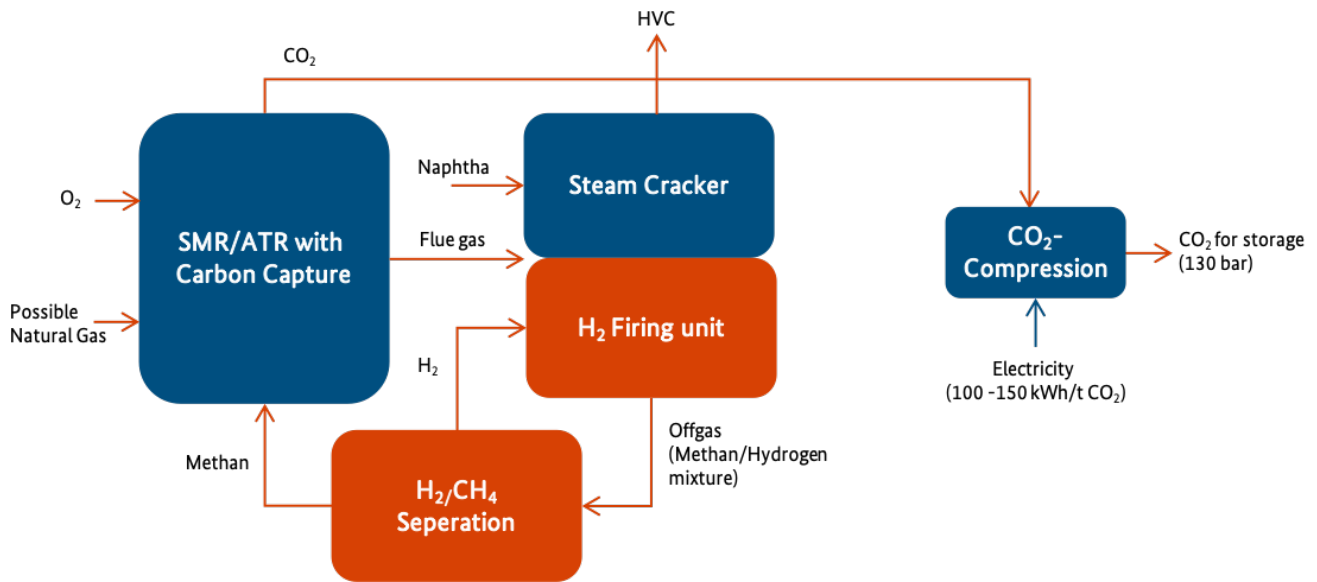 HVC
CO₂
O₂
Possible
Natural Gas
SMR/ATR with
Carbon Capture
Naphtha
Flue gas
Steam Cracker
H₂ Firing unit
H₂
Methan
H₂/CH₄
Seperation
Offgas
(Methan/Hydrogen
mixture)
CO₂-
Compression
CO₂ for storage
(130 bar)
Electricity
(100 -150 kWh/t CO₂)